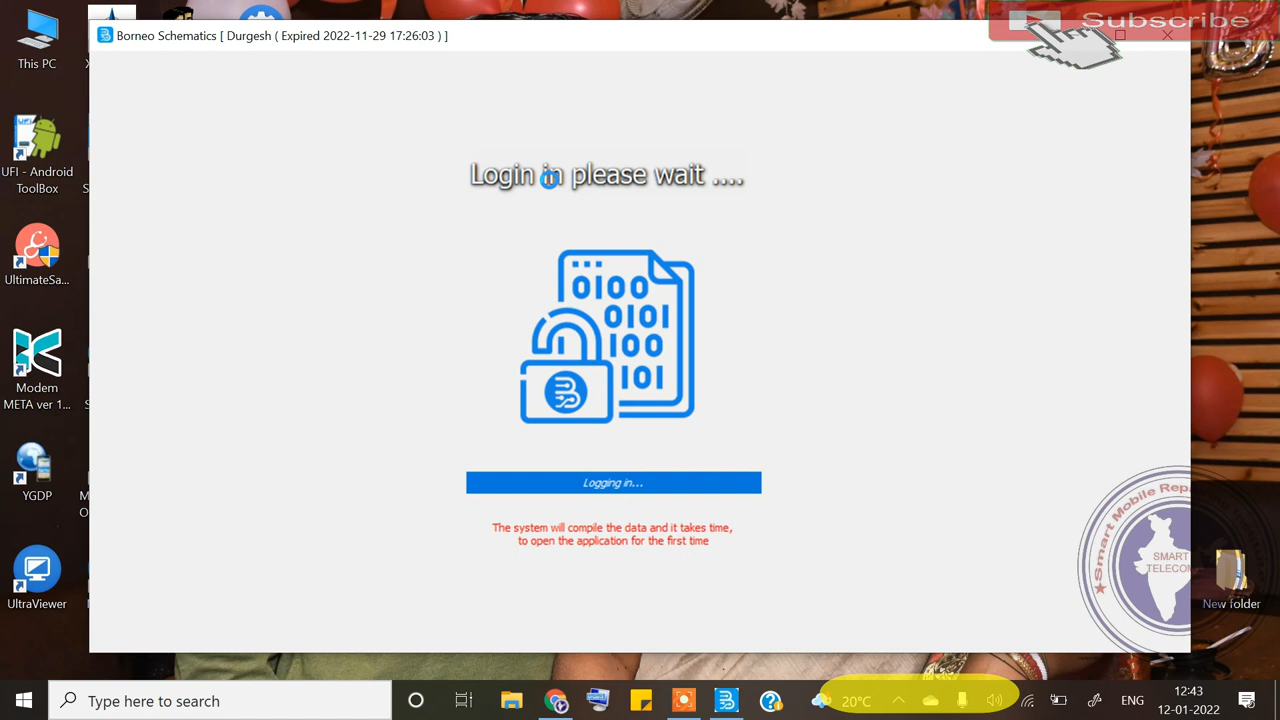 Subscribe
Borneo Schematics [ Durgesh ( Expired 2022-11-29 17:26:03 ) ]
This PC
UFI - Android
ToolBox
UltimateSa...
Modem
META ver 1...
YGDP
UltraViewer
Login in please wait ....
0100
0101
100
101
Logging in...
The system will compile the data and it takes time,
to open the application for the first time
Smart Mobile
SMART
TELECOM
New folder
Type here to search
20°C
ENG
12:43
12-01-2022